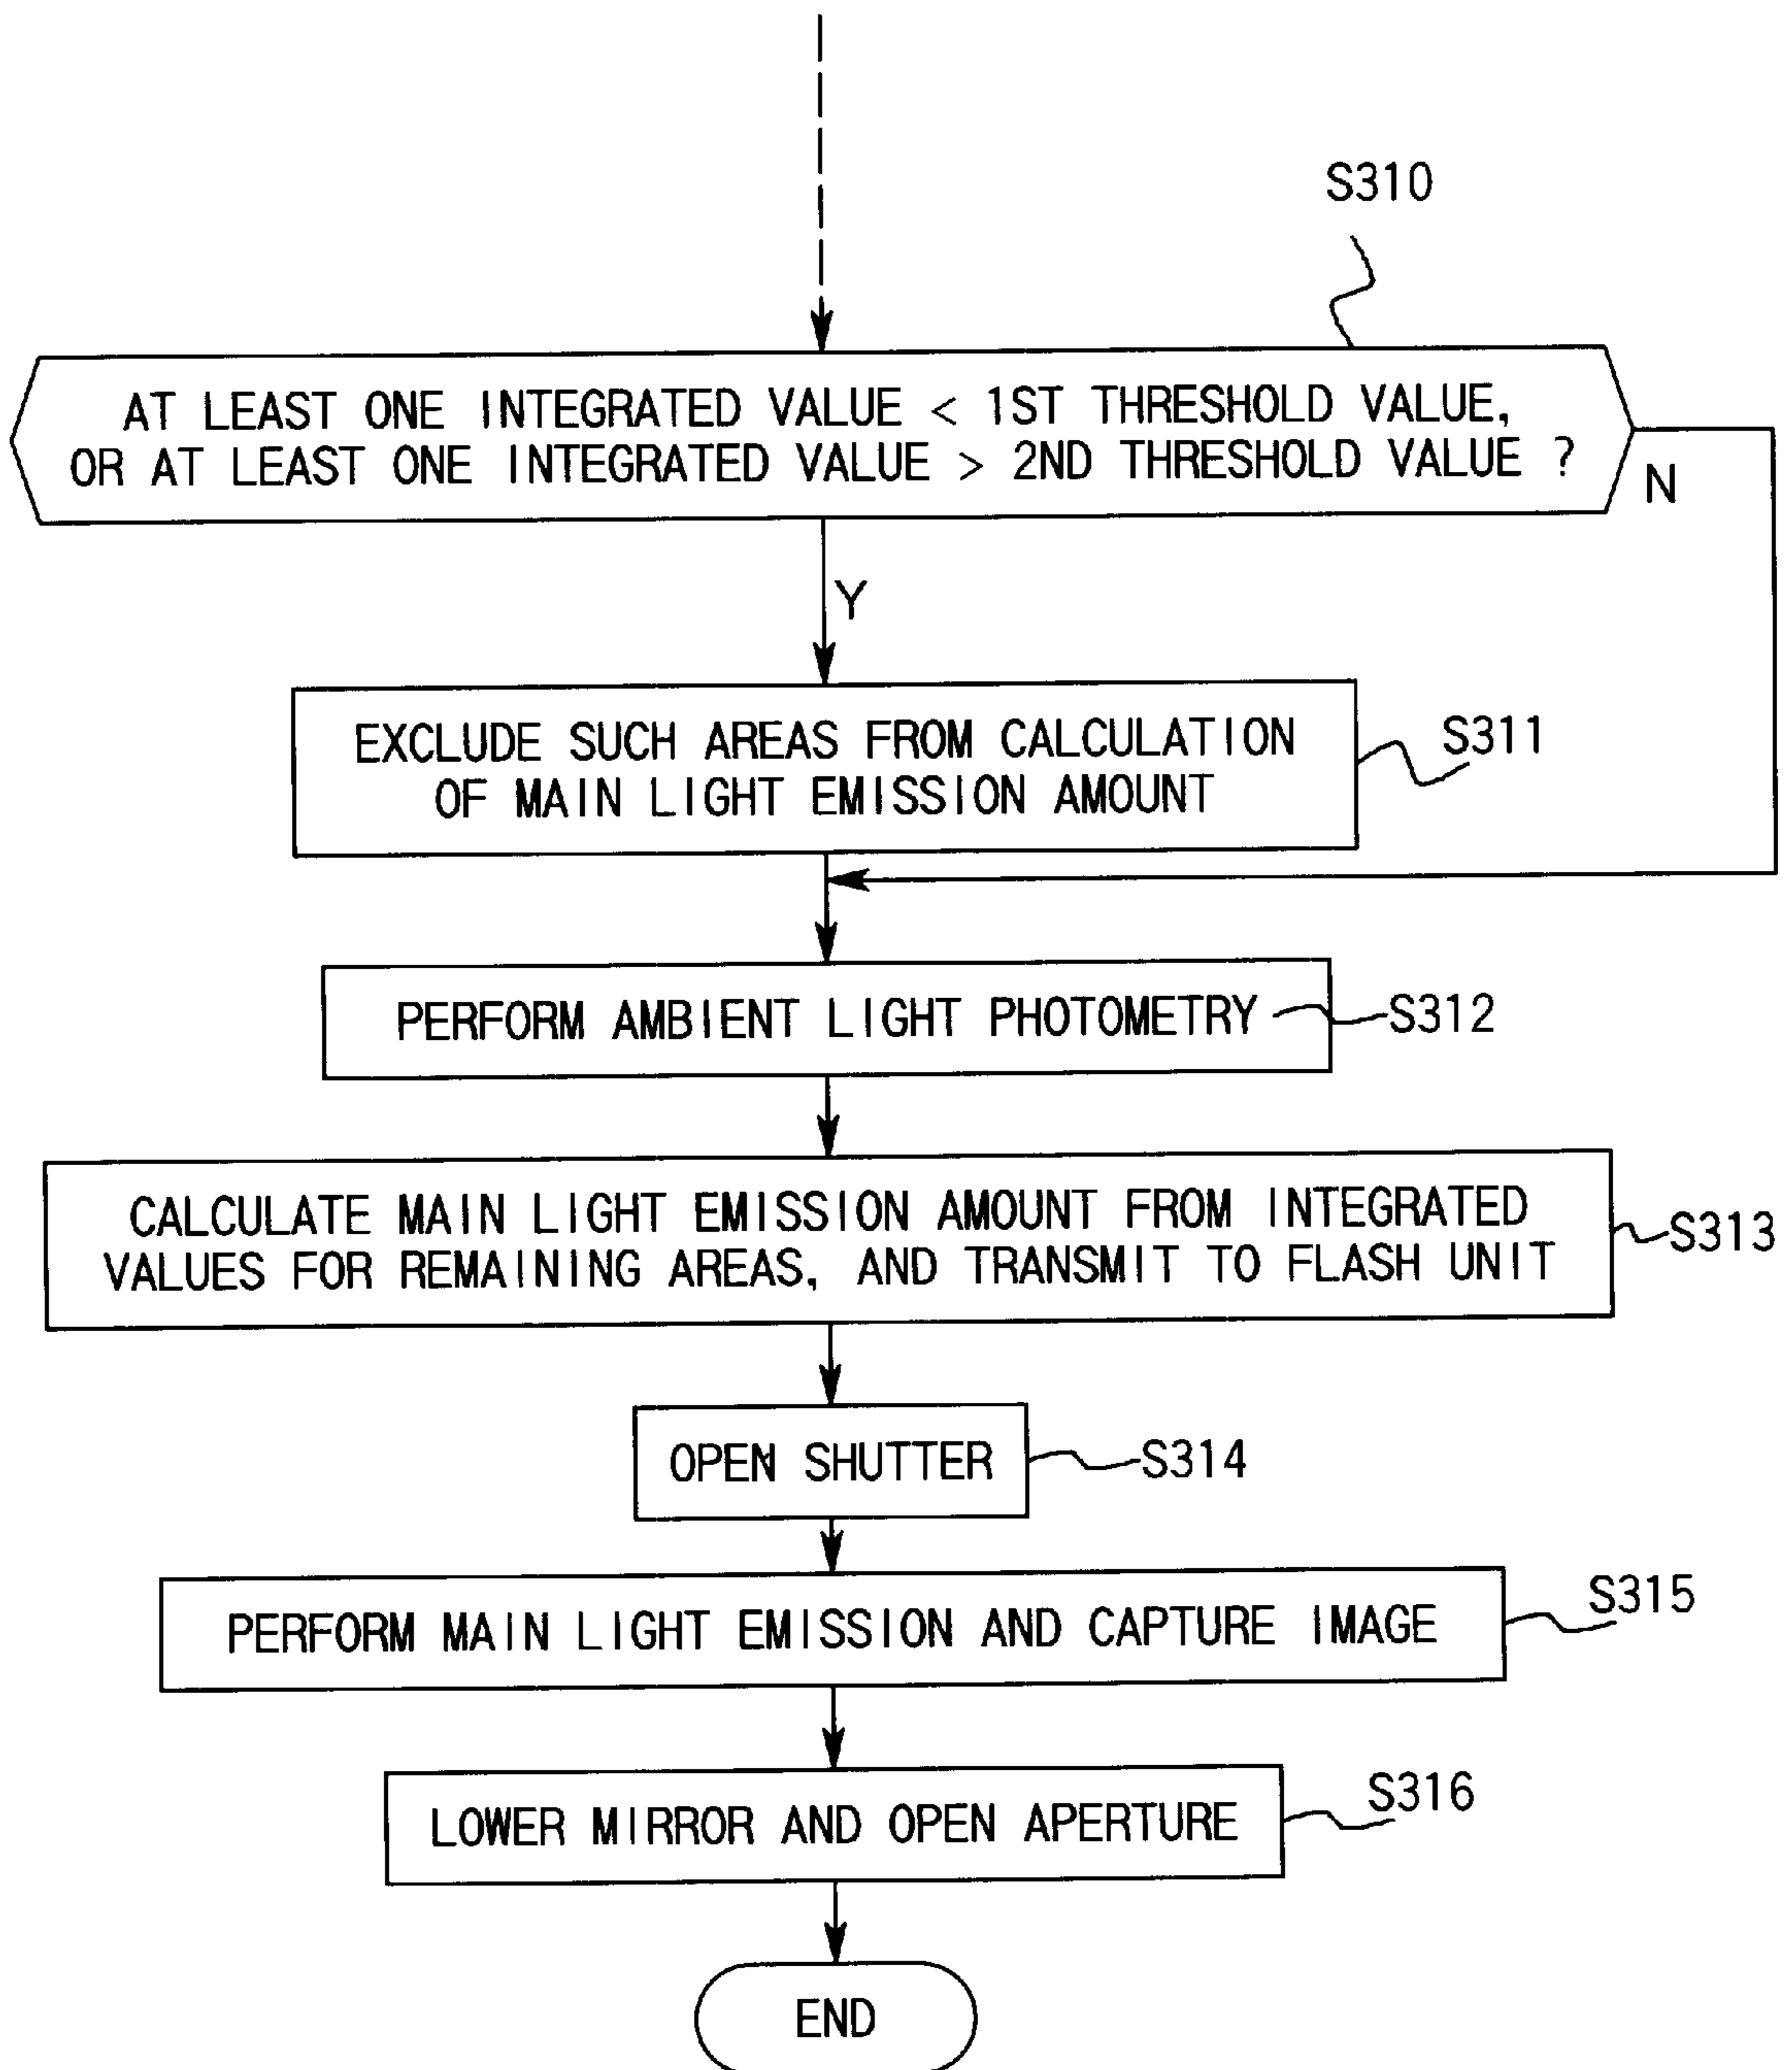 S310
AT LEAST ONE INTEGRATED VALUE < 1ST THRESHOLD VALUE,
OR AT LEAST ONE INTEGRATED VALUE > 2ND THRESHOLD VALUE ?
N
Y
EXCLUDE SUCH AREAS FROM CALCULATION
OF MAIN LIGHT EMISSION AMOUNT
S311
PERFORM AMBIENT LIGHT PHOTOMETRY
S312
CALCULATE MAIN LIGHT EMISSION AMOUNT FROM INTEGRATED
VALUES FOR REMAINING AREAS, AND TRANSMIT TO FLASH UNIT
S313
OPEN SHUTTER
S314
PERFORM MAIN LIGHT EMISSION AND CAPTURE IMAGE
S315
LOWER MIRROR AND OPEN APERTURE
S316
END